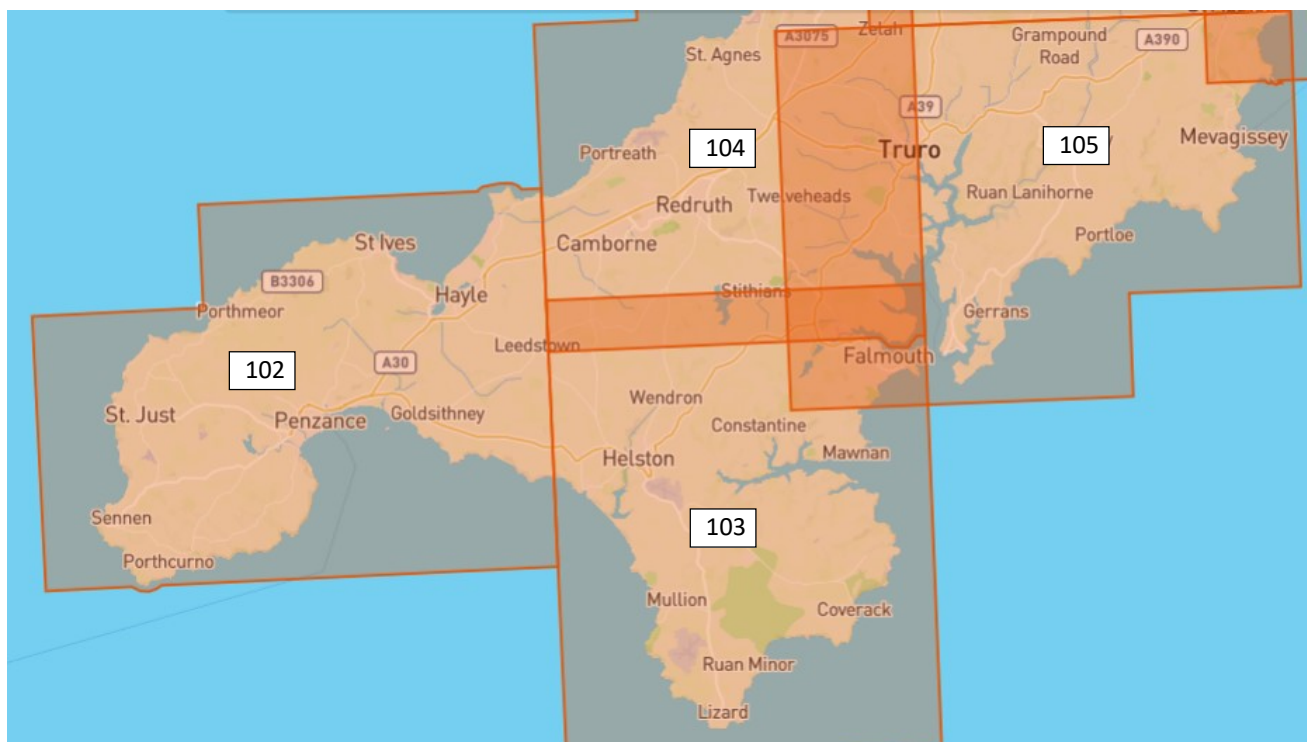 Zelah
Grampound
Road
A3075
A390
St. Agnes
A39
Portreath
104
Truro
105
Mevagissey
Redruth
Twelveheads
Ruan Lanihorne
St Ives
Camborne
Portloe
B3306
Hayle
Stithians
Porthmeor
Gerrans
Leedstown
Falmouth
102
A30
Wendron
St. Just
Penzance
Goldsithney
Constantine
Helston
Mawnan
Sennen
103
Porthcurno
Mullion
Coverack
Ruan Minor
Lizard